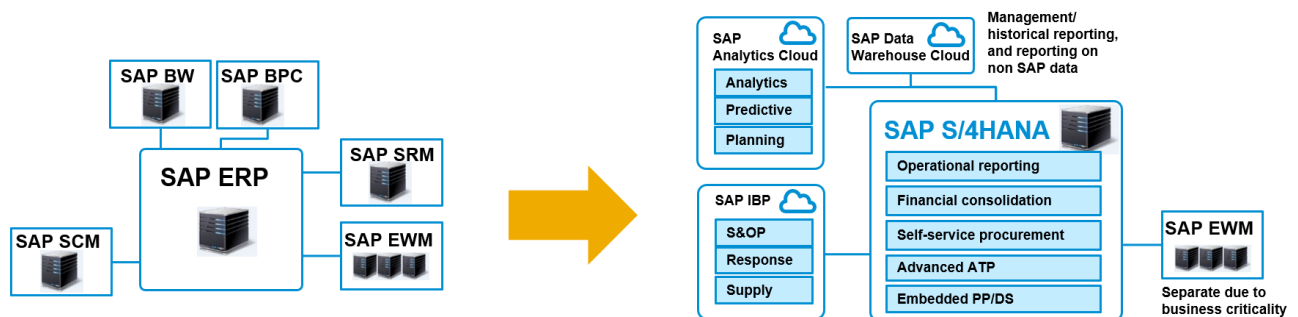 SAP BW
SAP BPC
SAP ERP
SAP SRM
SAP SCM
SAP EWM
SAP
Analytics Cloud
Analytics
Predictive
Planning
SAP Data
Warehouse Cloud
Management/
historical reporting,
and reporting on
non SAP data
SAP S/4HANA
Operational reporting
Financial consolidation
Self-service procurement
Advanced ATP
Embedded PP/DS
SAP IBP
S&OP
Response
Supply
SAP EWM
Separate due to
business criticality